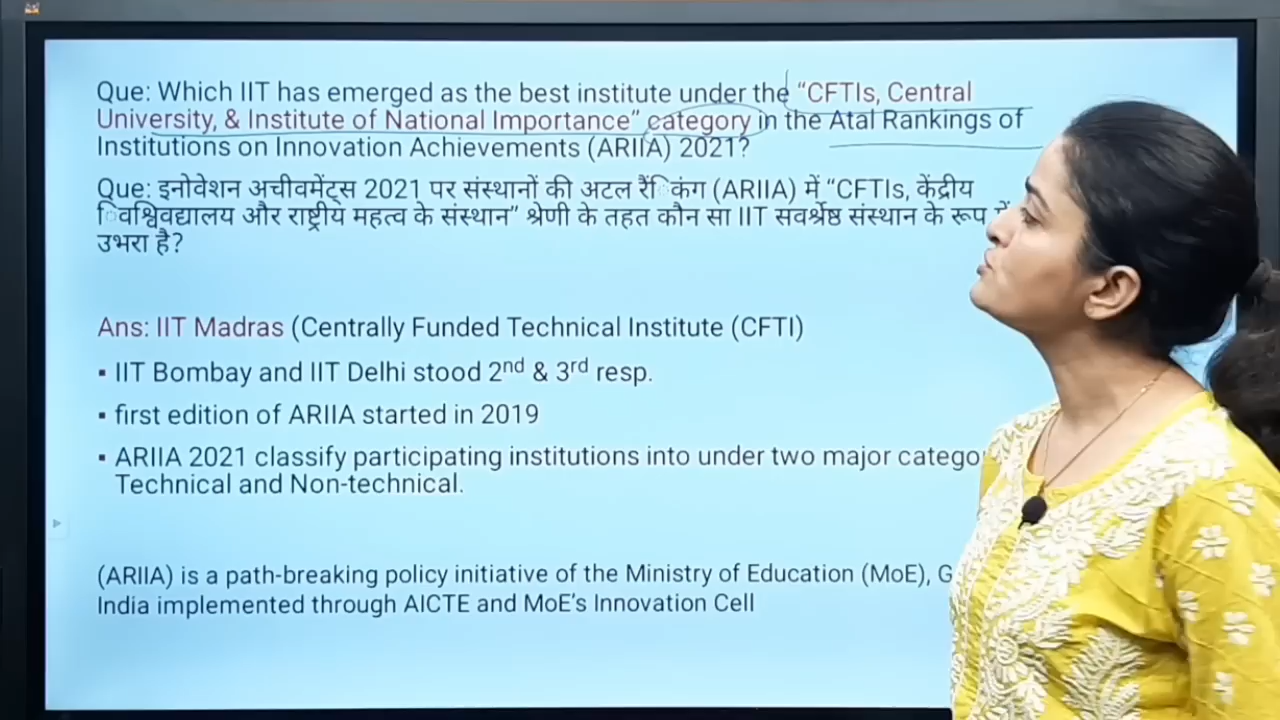 Que: Which IIT has emerged as the best institute under the “CFTIs, Central
University, & Institute of National Importance” category in the Atal Rankings of
Institutions on Innovation Achievements (ARIIA) 2021?
Que: इनोवेशन अचीवमेंट्स 2021 पर संस्थानों की अटल रैंिकंग (ARIIA) में “CFTIs, केंद्रीय
िवश्विवद्यालय और राष्ट्रीय महत्व के संस्थान” श्रेणी के तहत कौन सा IIT सवर्श्रेष्ठ संस्थान के रूप में
उभरा है?
Ans: IIT Madras (Centrally Funded Technical Institute (CFTI)
▪ IIT Bombay and IIT Delhi stood 2nd & 3rd resp.
▪ first edition of ARIIA started in 2019
▪ ARIIA 2021 classify participating institutions into under two major catego
Technical and Non-technical.
(ARIIA) is a path-breaking policy initiative of the Ministry of Education (MoE), G
India implemented through AICTE and MoE’s Innovation Cell